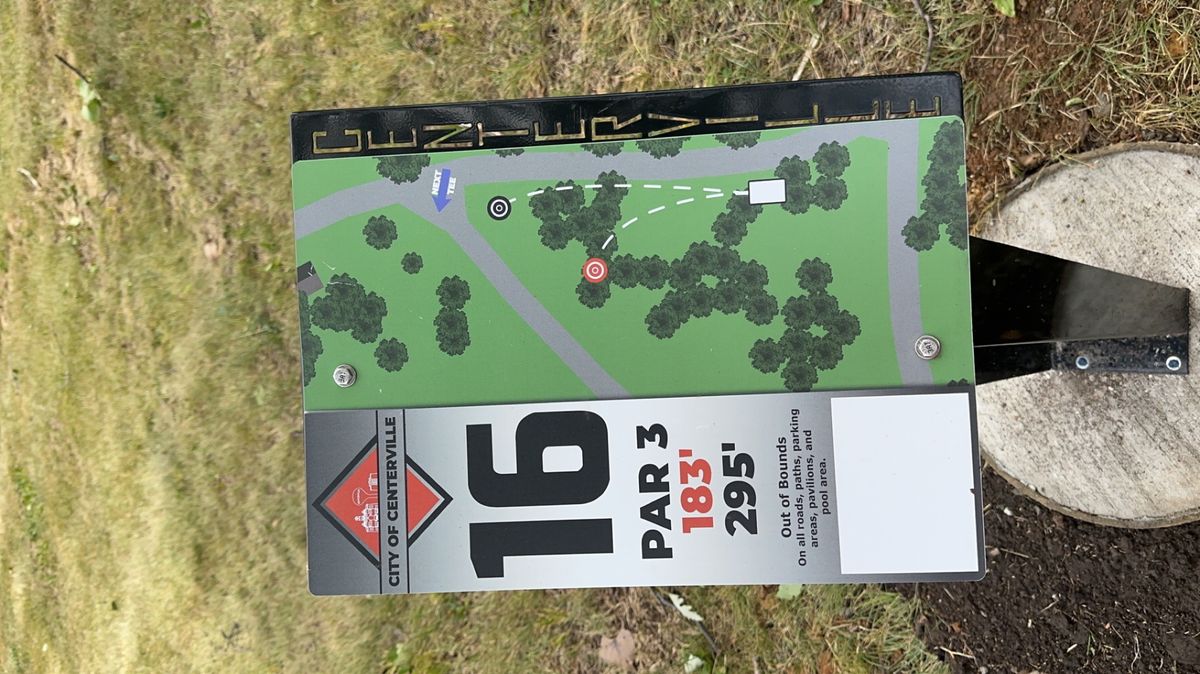 CENTERVILLE
NEXT
TEE
CITY OF CENTERVILLE
16
PAR 3
183'
295'
Out of Bounds
On all roads, paths, parking
areas, pavilions, and
pool area.